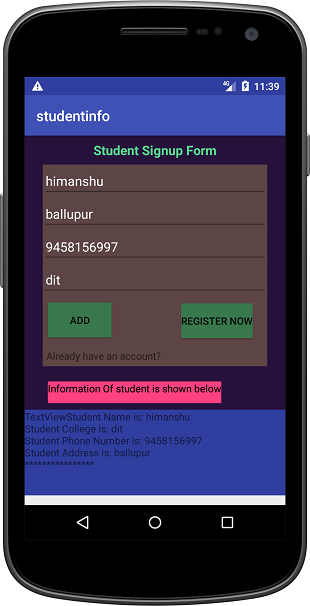 4G 11:39
studentinfo
Student Signup Form
himanshu
ballupur
9458156997
dit
ADD REGISTER NOW
Already have an account?
Information Of student is shown below
TextViewStudent Name is: himanshu
Student College is: dit
Student Phone Number is: 9458156997
Student Address is: ballupur
****************